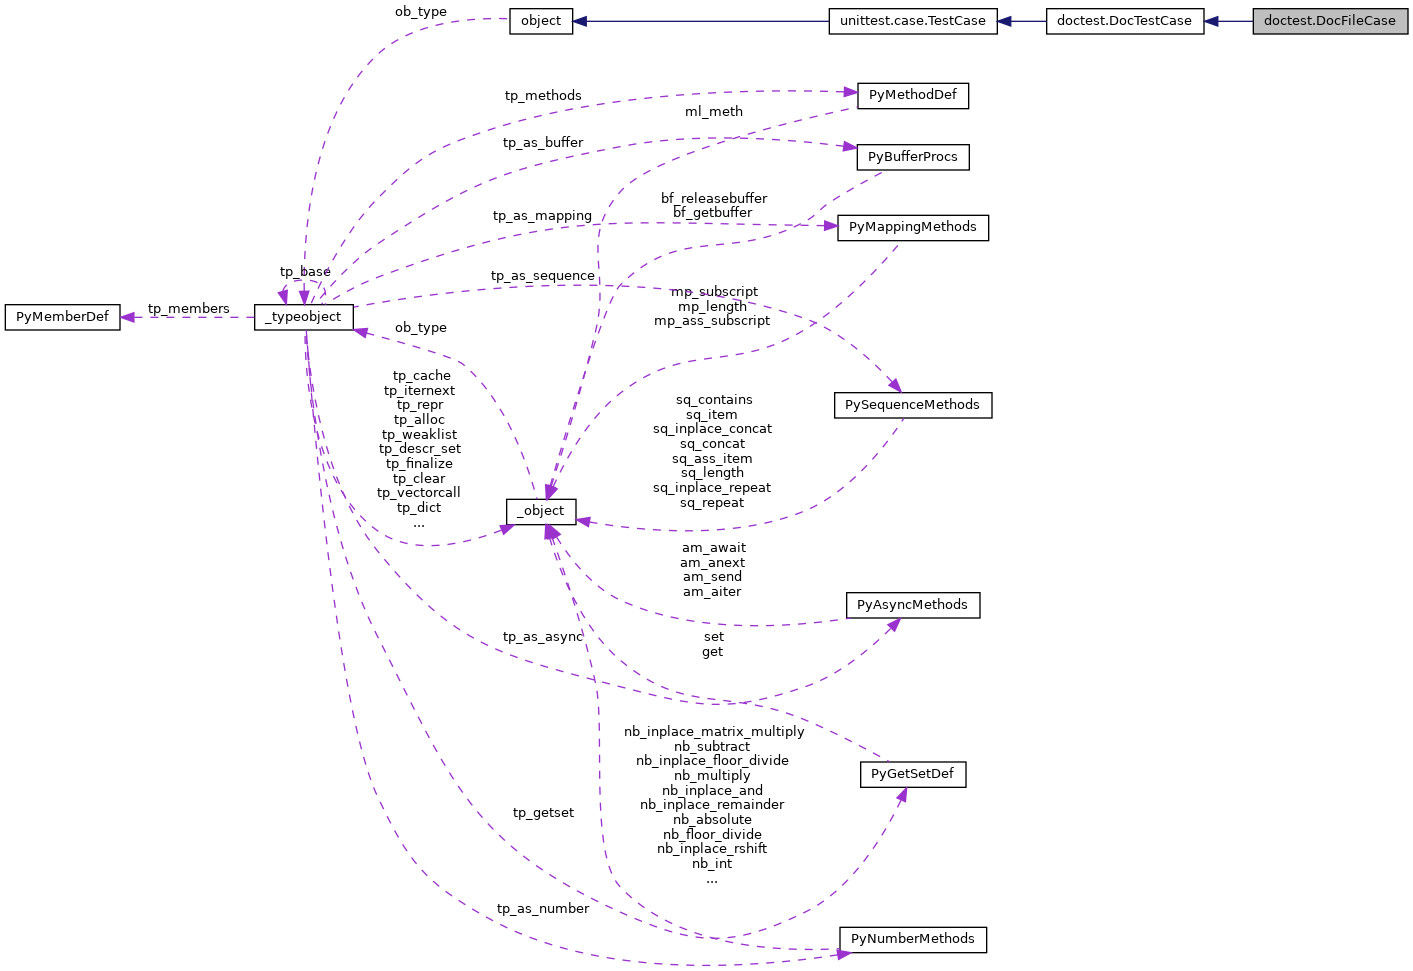 ob_type
object
unittest.case.TestCase
doctest.DocTestCase
doctest.DocFileCase
tp_methods
PyMethodDef
ml_meth
tp_as_buffer
PyBufferProcs
bf_releasebuffer
bf_getbuffer
tp_as_mapping
PyMappingMethods
tp_base
tp_as_sequence
mp_subscript
mp_length
mp_ass_subscript
PyMemberDef
tp_members
_typeobject
ob_type
tp_cache
tp_iternext
tp_repr
tp_alloc
tp_weaklist
tp_descr_set
tp_finalize
tp_clear
tp_vectorcall
tp_dict
...
sq_contains
sq_item
sq_inplace_concat
sq_concat
sq_ass_item
sq_length
sq_inplace_repeat
sq_repeat
PySequenceMethods
_object
am_await
am_anext
am_send
am_aiter
PyAsyncMethods
tp_as_async
set
get
nb_inplace_matrix_multiply
nb_subtract
nb_inplace_floor_divide
nb_multiply
nb_inplace_and
nb_inplace_remainder
nb_absolute
nb_floor_divide
nb_inplace_rshift
nb_int
...
PyGetSetDef
tp_getset
tp_as_number
PyNumberMethods